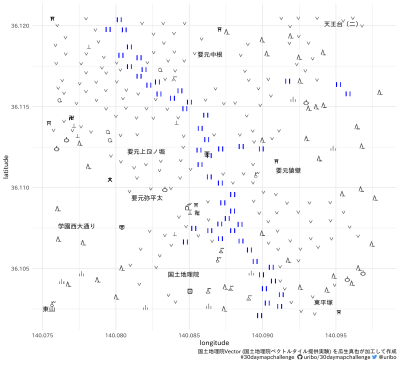 天王台（二）
要元中根
要元上口ノ堀
要元猿壁
要元弥平太
学園西大通り
国土地理院
東山
東平塚
36.120
36.115
36.110
36.105
latitude
140.075
140.080
140.085
140.090
140.095
longitude
国土地理院Vector (国土地理院ベクトルタイル提供実験) を瓜生真也が加工して作成
#30daymapchallenge uribo/30daymapchallenge @uribo